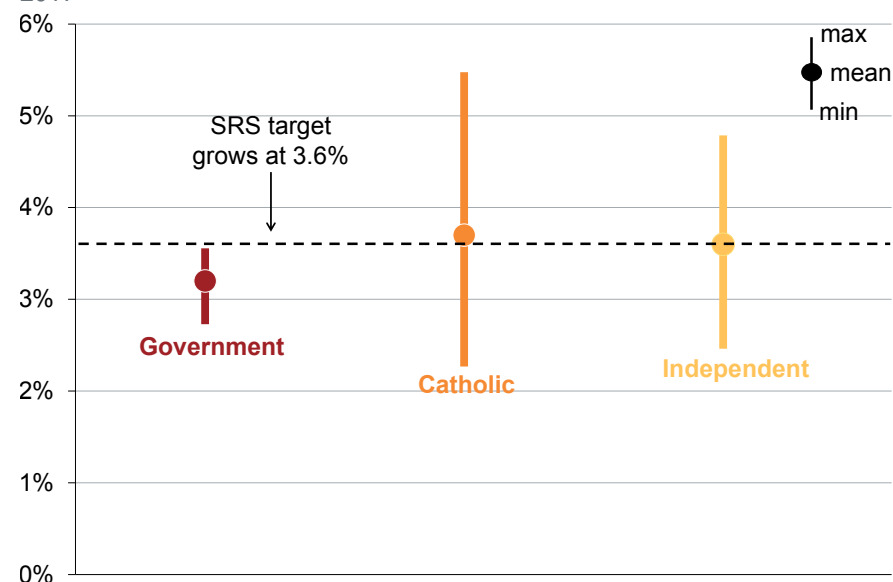 6%
max
mean
min
5%
SRS target
grows at 3.6%
4%
3%
Government
Independent
Catholic
2%
1%
0%